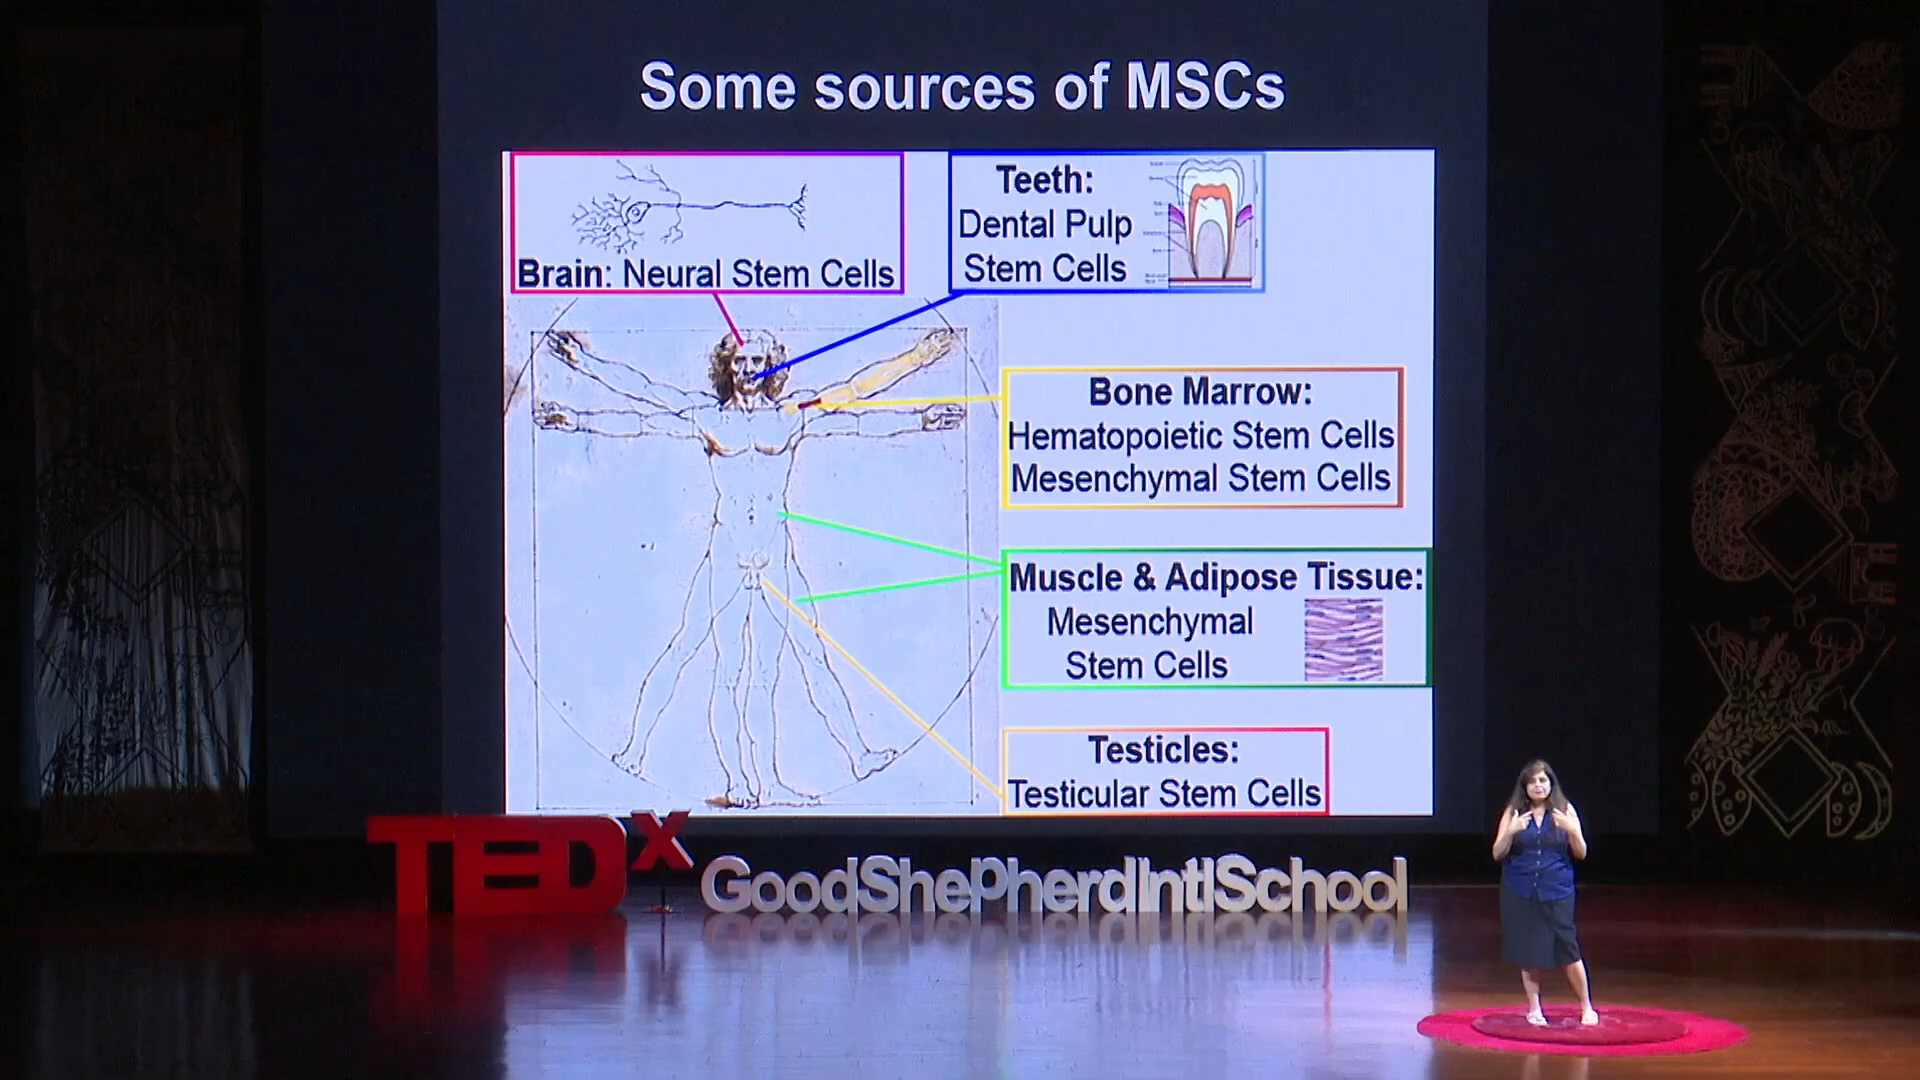 Some sources of MSCs
Brain: Neural Stem Cells
Teeth:
Dental Pulp
Stem Cells
Bone Marrow:
Hematopoietic Stem Cells
Mesenchymal Stem Cells
Muscle & Adipose Tissue:
Mesenchymal
Stem Cells
Testicles:
Testicular Stem Cells
TEDx
GoodShePherdIntlSchool